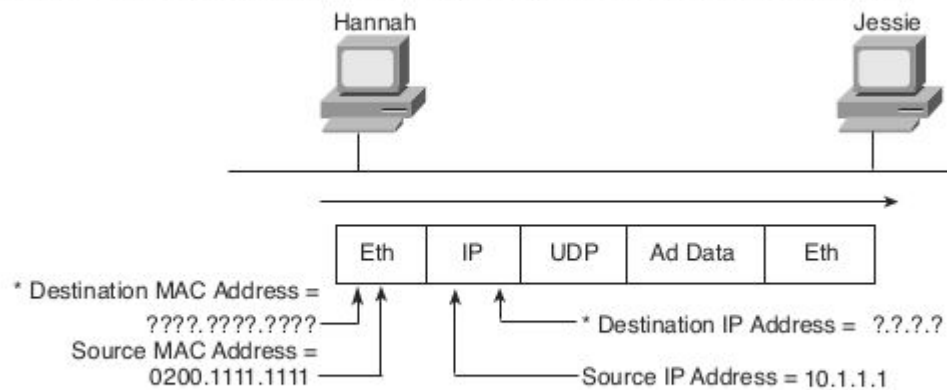 Hannah
Jessie
Eth
IP
UDP
Ad Data
Eth
* Destination MAC Address =
????.????.????
* Destination IP Address = ?.?.?.?
Source MAC Address =
0200.1111.1111
Source IP Address = 10.1.1.1